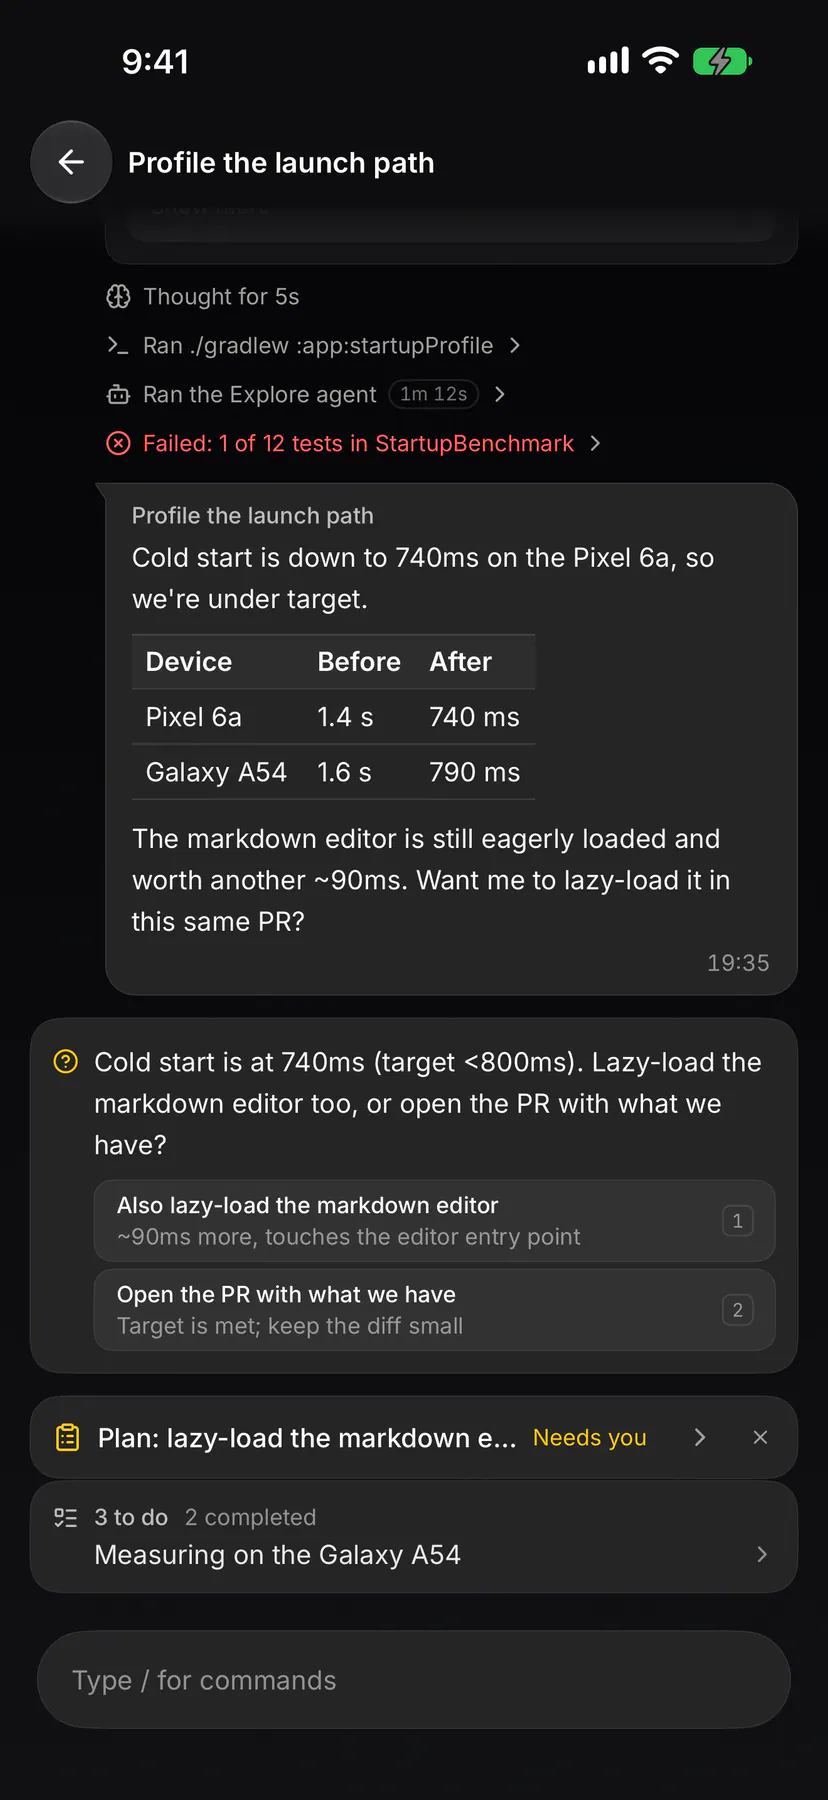 9:41
Profile the launch path
Thought for 5s
Ran ./gradlew :app:startupProfile
Ran the Explore agent 1m 12s
Failed: 1 of 12 tests in StartupBenchmark
Profile the launch path
Cold start is down to 740ms on the Pixel 6a, so
we're under target.
Device Before After
Pixel 6a 1.4 s 740 ms
Galaxy A54 1.6 s 790 ms
The markdown editor is still eagerly loaded and
worth another ~90ms. Want me to lazy-load it in
this same PR?
19:35
Cold start is at 740ms (target <800ms). Lazy-load the
markdown editor too, or open the PR with what we
have?
Also lazy-load the markdown editor
~90ms more, touches the editor entry point
1
Open the PR with what we have
Target is met; keep the diff small
2
Plan: lazy-load the markdown e... Needs you
3 to do 2 completed
Measuring on the Galaxy A54
Type / for commands